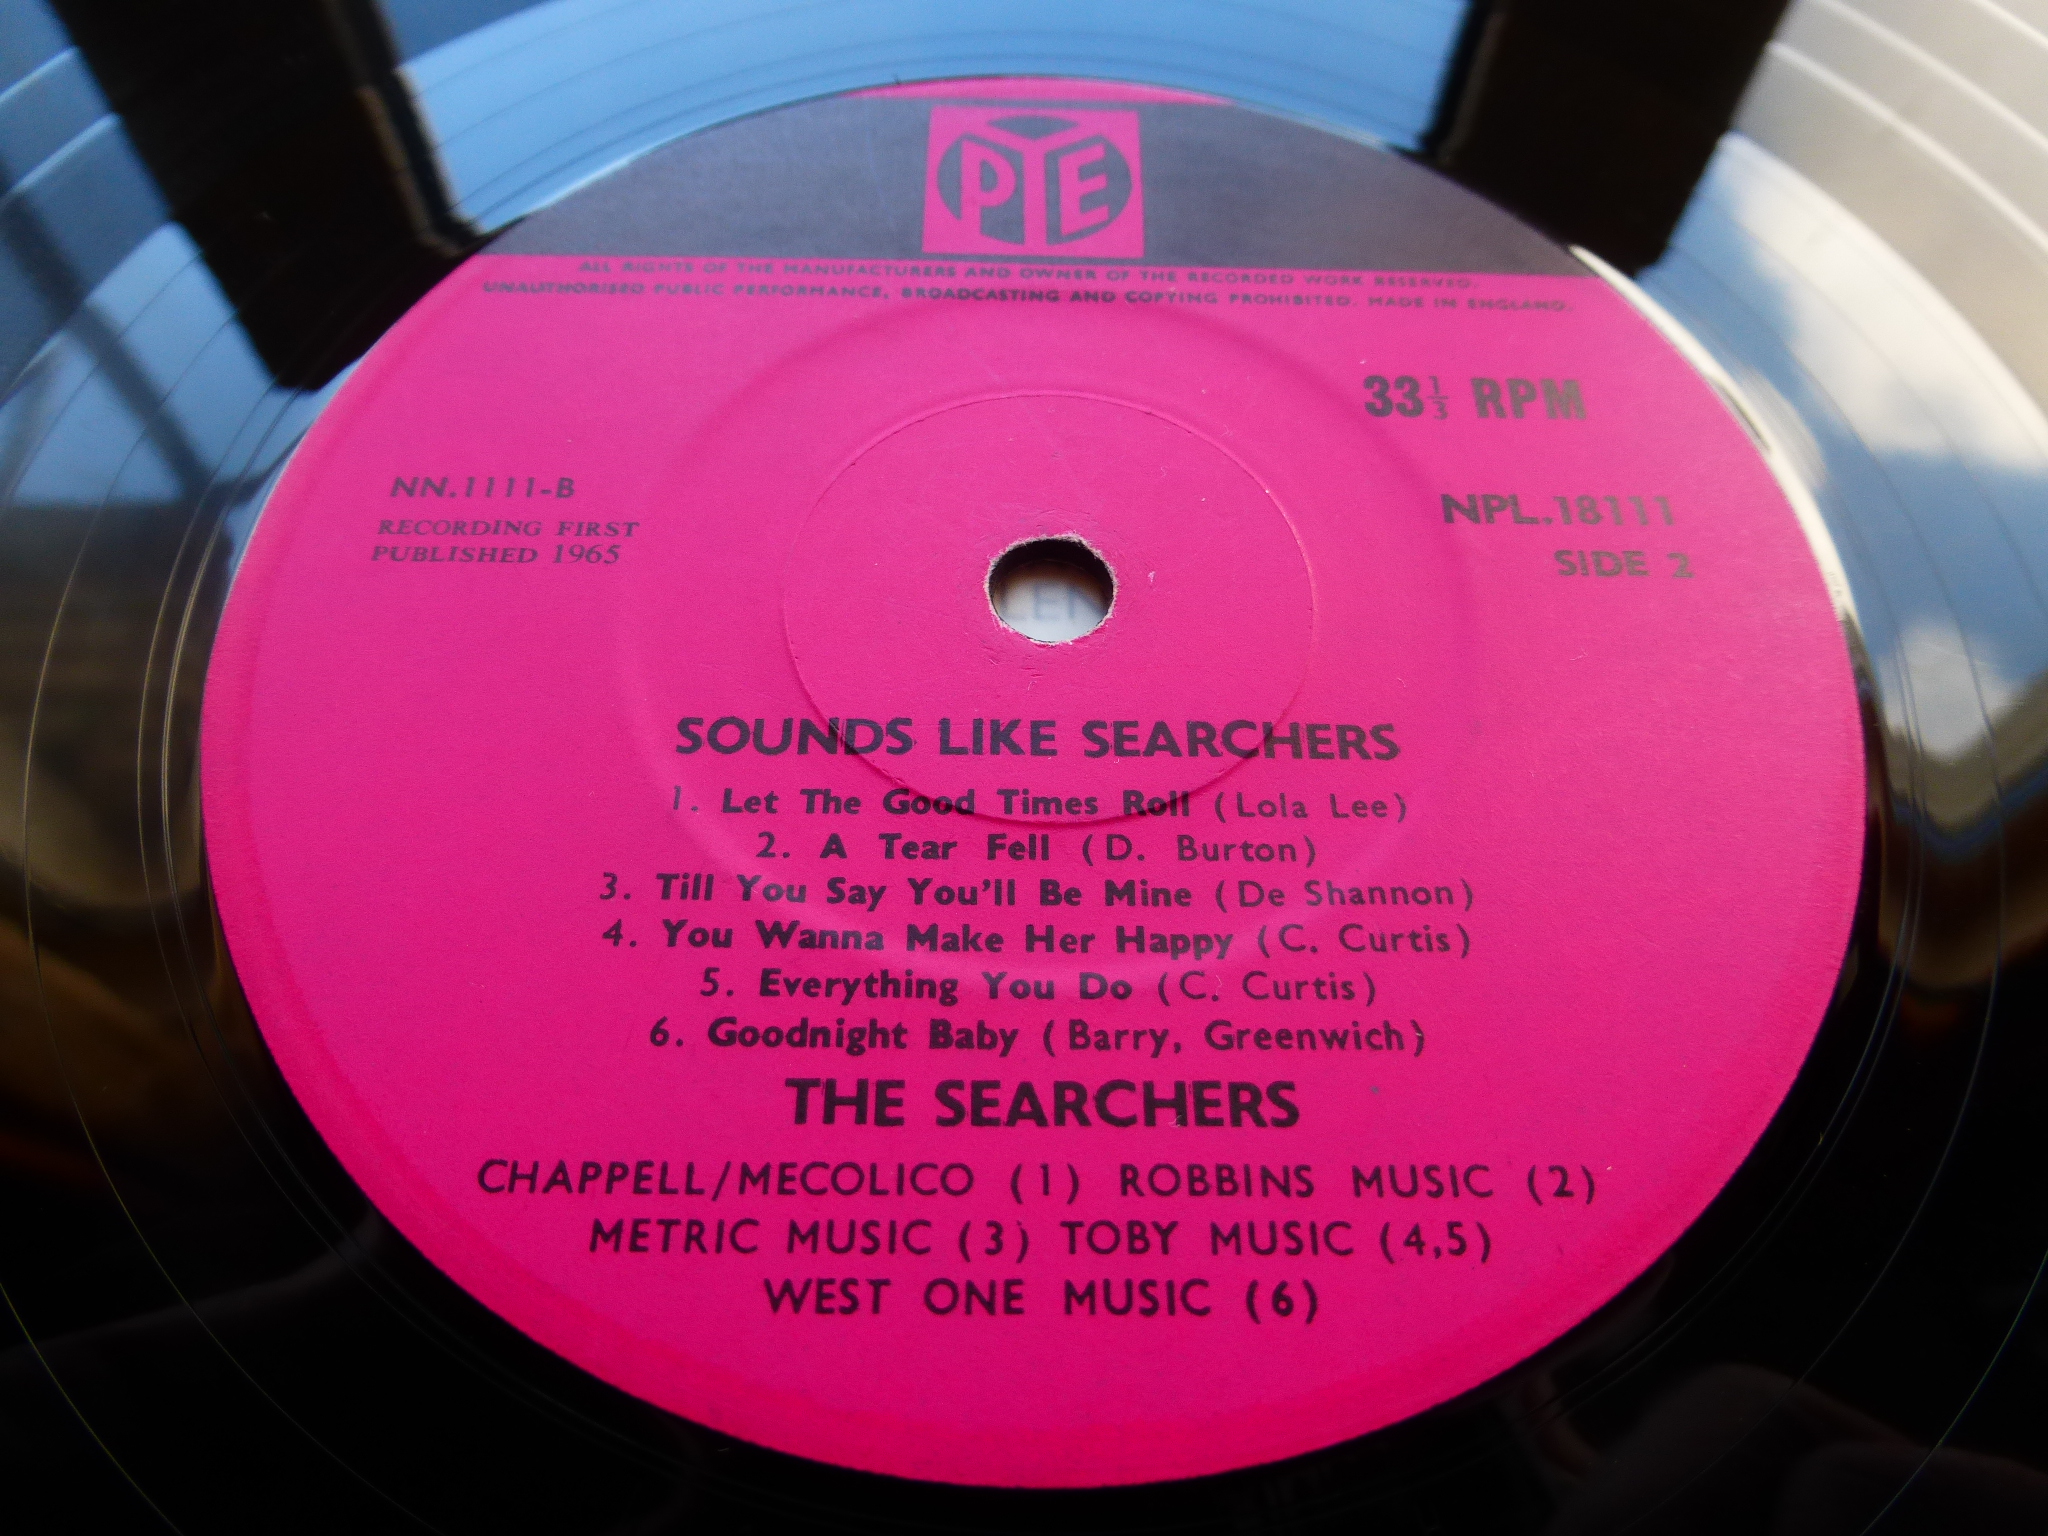 PYE
ALL RIGHTS OF THE MANUFACTURERS AND OWNER OF THE RECORDED WORK RESERVED.
UNAUTHORISED PUBLIC PERFORMANCE, BROADCASTING AND COPYING PROHIBITED. MADE IN ENGLAND.
33⅓ RPM
NN.1111-B
NPL.18111
RECORDING FIRST
PUBLISHED 1965
SIDE 2
SOUNDS LIKE SEARCHERS
1. Let The Good Times Roll (Lola Lee)
2. A Tear Fell (D. Burton)
3. Till You Say You'll Be Mine (De Shannon)
4. You Wanna Make Her Happy (C. Curtis)
5. Everything You Do (C. Curtis)
6. Goodnight Baby (Barry, Greenwich)
THE SEARCHERS
CHAPPELL/MECOLICO (1) ROBBINS MUSIC (2)
METRIC MUSIC (3) TOBY MUSIC (4,5)
WEST ONE MUSIC (6)